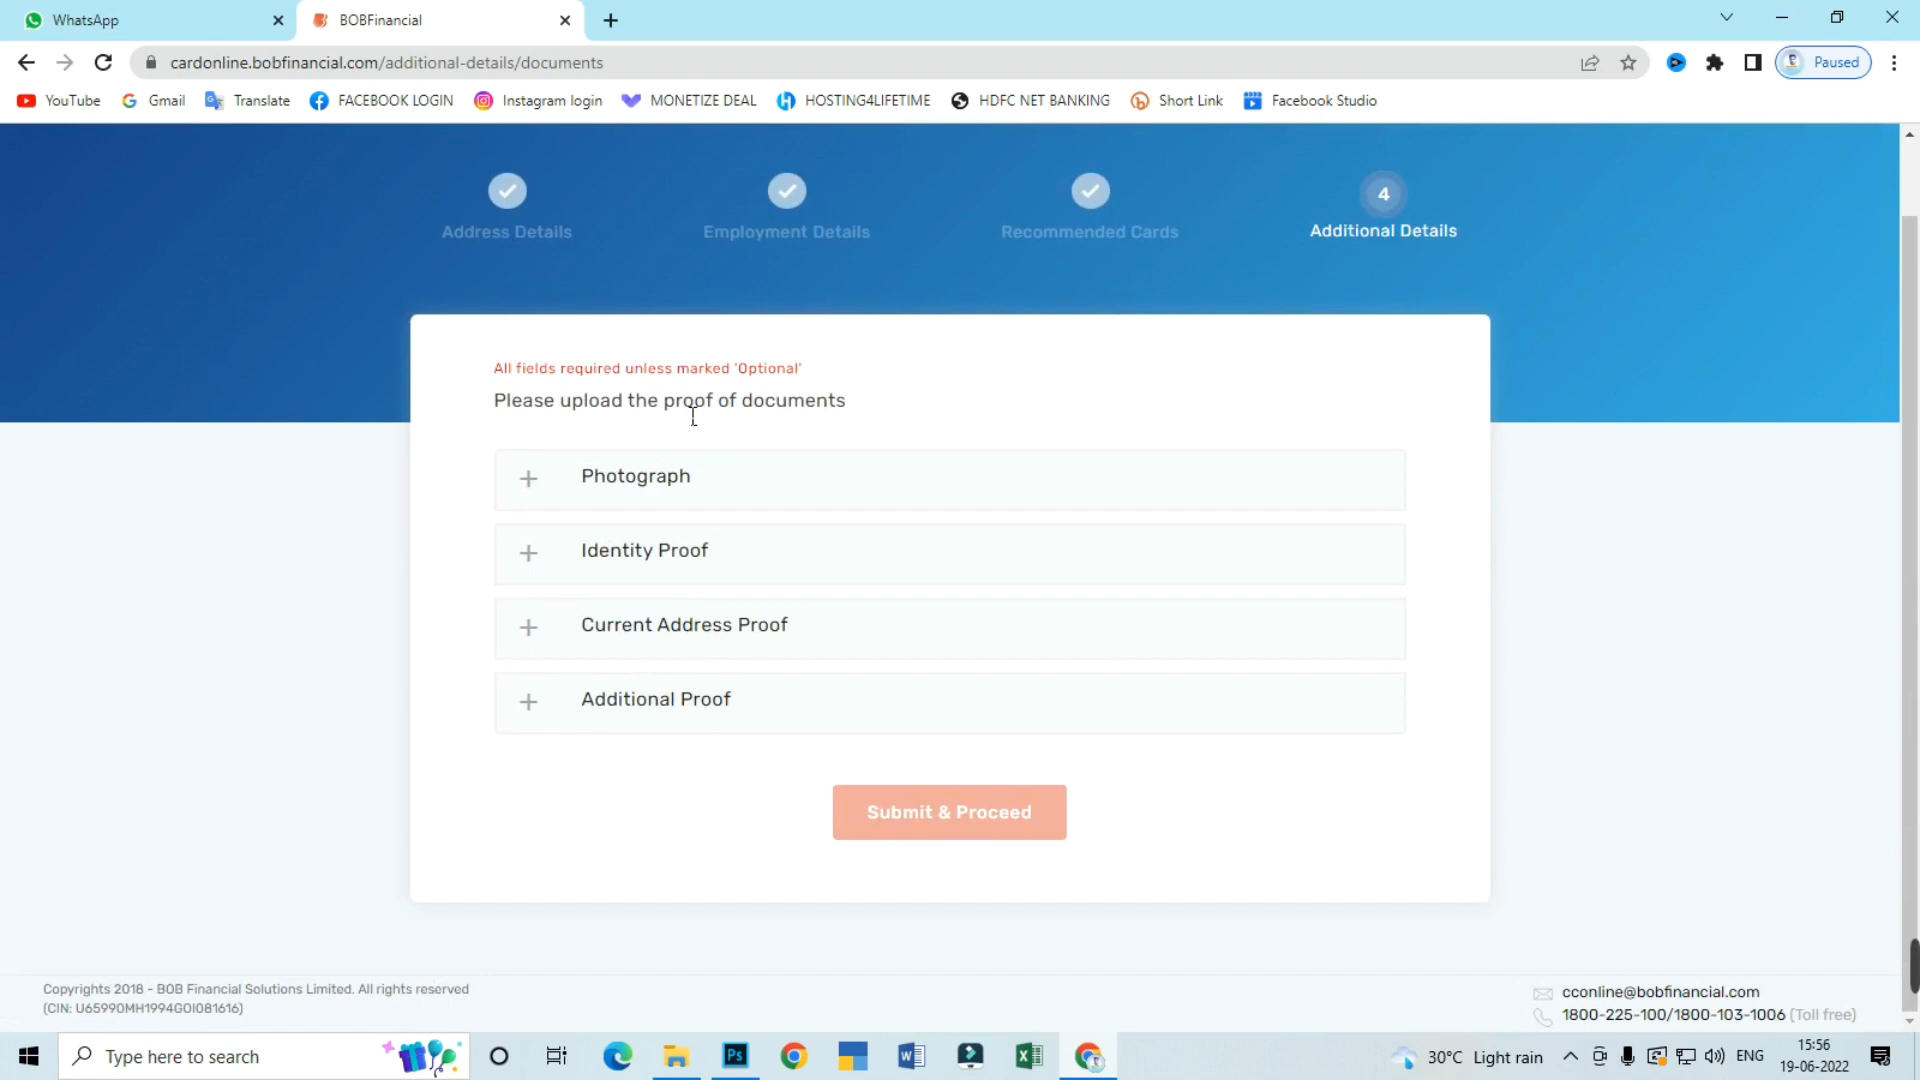 WhatsApp
BOBFinancial
cardonline.bobfinancial.com/additional-details/documents
Paused
YouTube
Gmail
Translate
FACEBOOK LOGIN
Instagram login
MONETIZE DEAL
HOSTING4LIFETIME
HDFC NET BANKING
Short Link
Facebook Studio
4
Address Details
Employment Details
Recommended Cards
Additional Details
All fields required unless marked 'Optional'
Please upload the proof of documents
Photograph
Identity Proof
Current Address Proof
Additional Proof
Submit & Proceed
Copyrights 2018 - BOB Financial Solutions Limited. All rights reserved
(CIN: U65990MH1994GOI081616)
cconline@bobfinancial.com
1800-225-100/1800-103-1006 (Toll free)
Type here to search
Ps
30°C Light rain
ENG
15:56
19-06-2022